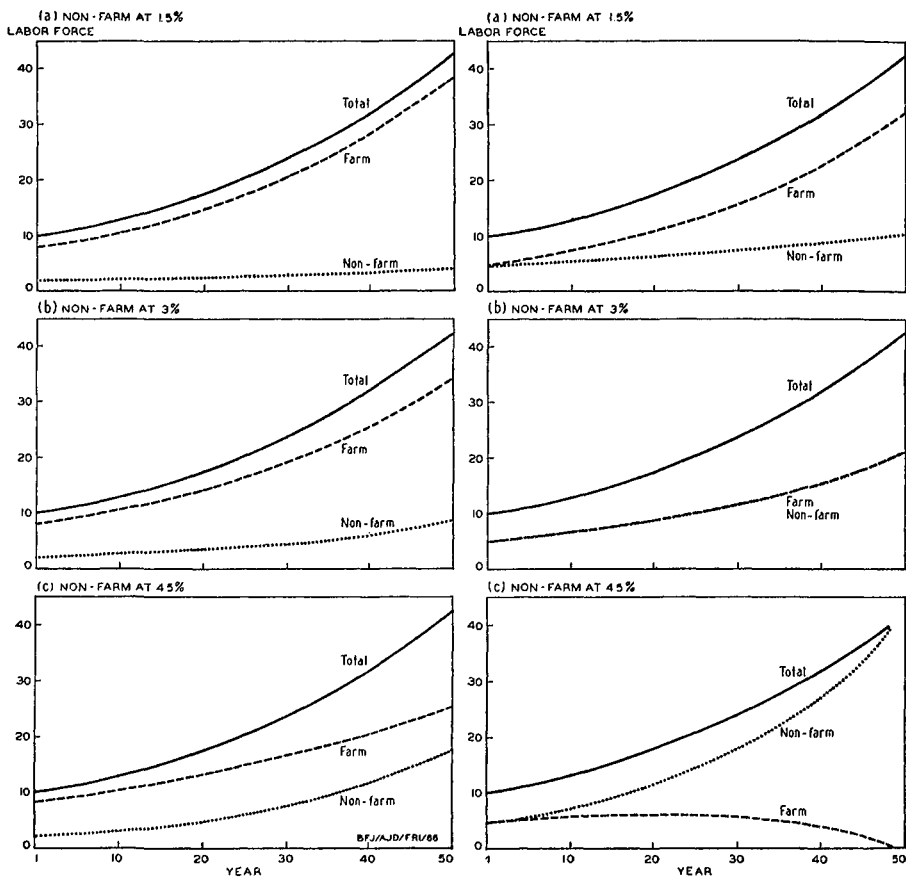 (a) NON-FARM AT 1.5%
LABOR FORCE
40
30
20
10
0
Total
Farm
Non-farm
(b) NON-FARM AT 3%
40
30
20
10
0
Total
Farm
Non-farm
(c) NON-FARM AT 4.5%
40
30
20
10
0
Total
Farm
Non-farm
BFJ/AJD/FRI/66
1 10 20 30 40 50
YEAR
(a) NON-FARM AT 1.5%
LABOR FORCE
40
30
20
10
0
Total
Farm
Non-farm
(b) NON-FARM AT 3%
40
30
20
10
0
Total
Farm
Non-farm
(c) NON-FARM AT 4.5%
40
30
20
10
0
Total
Non-farm
Farm
1 10 20 30 40 50
YEAR